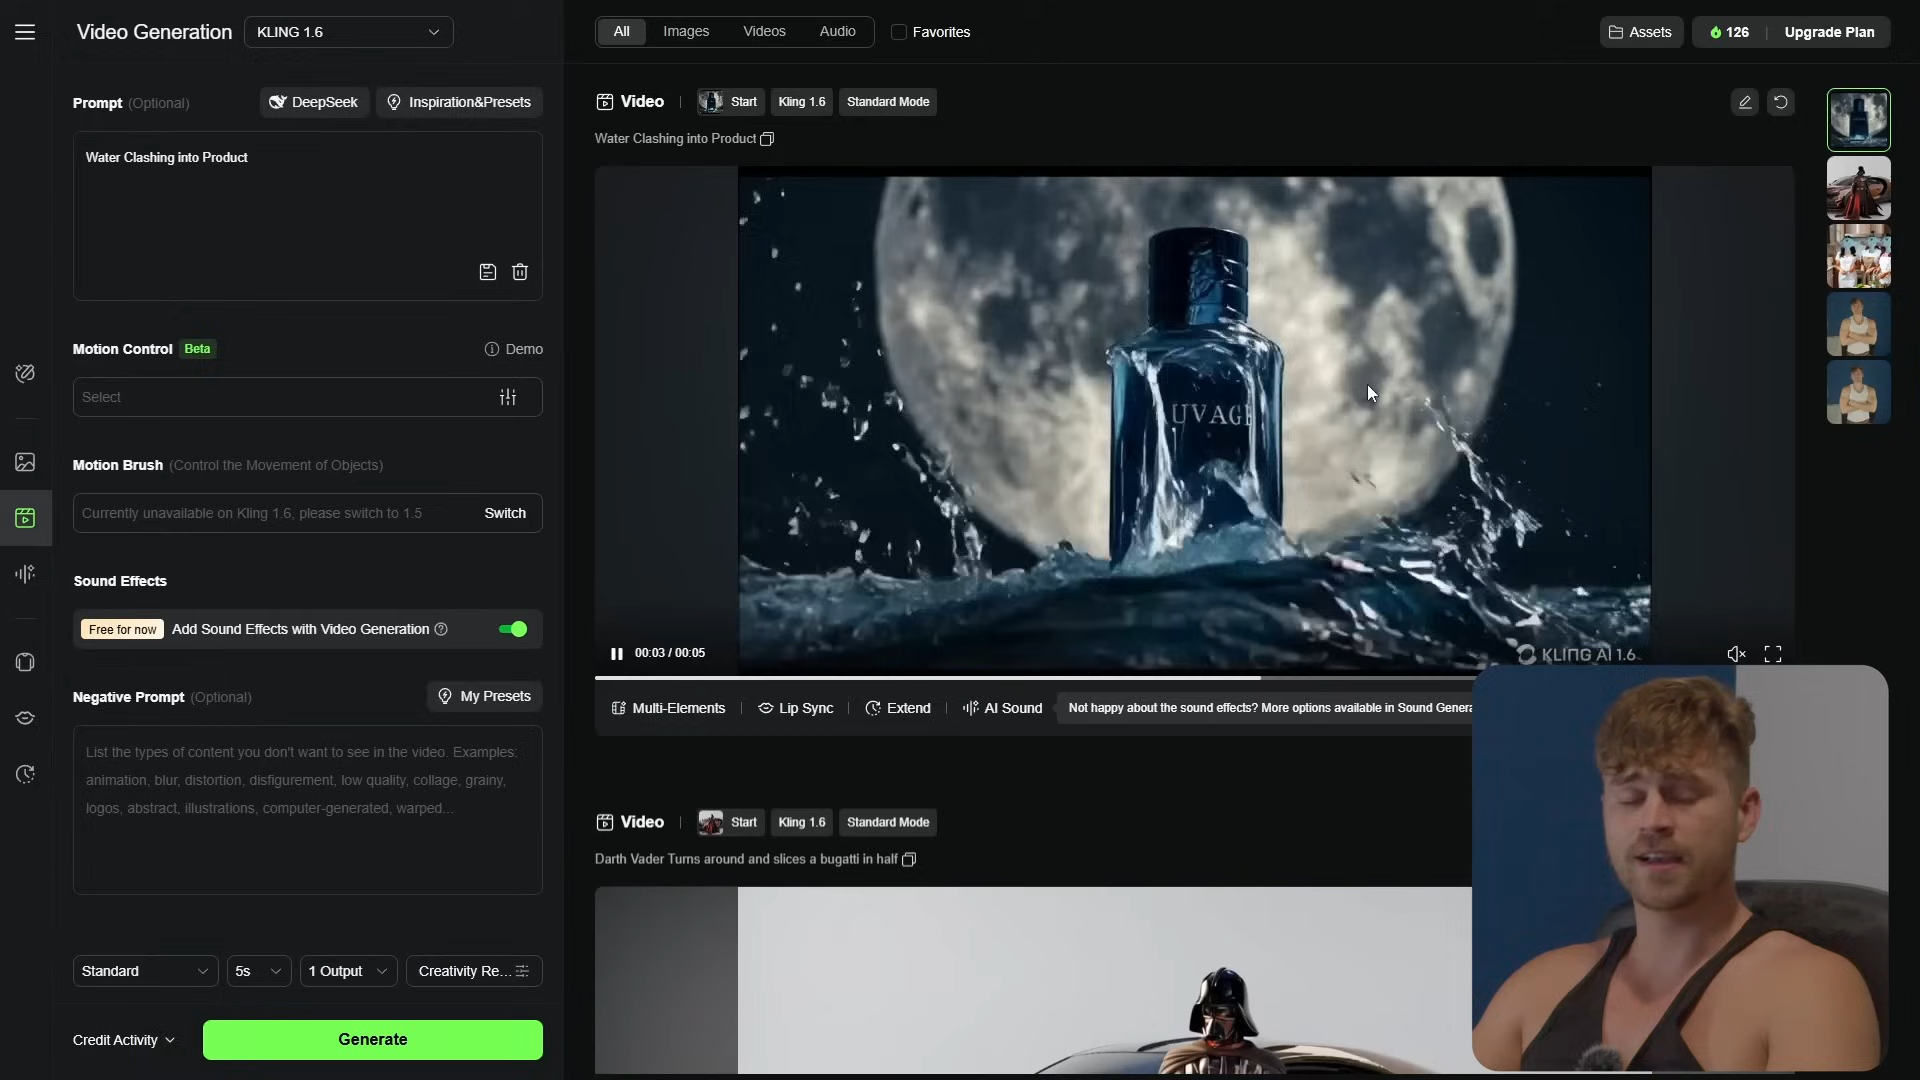 Video Generation
KLING 1.6
All
Images
Videos
Audio
Favorites
Assets
126
Upgrade Plan
Prompt (Optional)
DeepSeek
Inspiration&Presets
Water Clashing into Product
Motion Control Beta
Demo
Select
Motion Brush (Control the Movement of Objects)
Currently unavailable on Kling 1.6, please switch to 1.5
Switch
Sound Effects
Free for now
Add Sound Effects with Video Generation
Negative Prompt (Optional)
My Presets
List the types of content you don't want to see in the video. Examples:
animation, blur, distortion, disfigurement, low quality, collage, grainy,
logos, abstract, illustrations, computer-generated, warped...
Standard
5s
1 Output
Creativity Re...
Credit Activity
Generate
Video
Start
Kling 1.6
Standard Mode
Water Clashing into Product
AUVAGE
00:03 / 00:05
KLING AI 1.6
Multi-Elements
Lip Sync
Extend
AI Sound
Not happy about the sound effects? More options available in Sound Genera
Video
Start
Kling 1.6
Standard Mode
Darth Vader Turns around and slices a bugatti in half